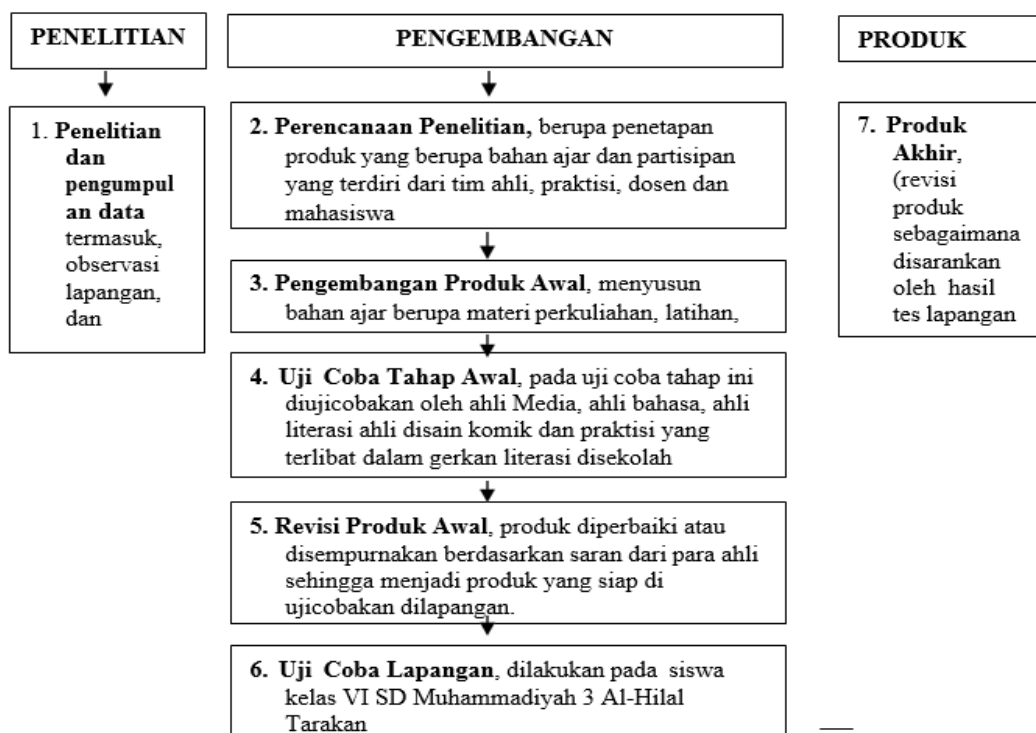 PENELITIAN
PENGEMBANGAN
PRODUK
1. Penelitian
dan
pengumpul
an data
termasuk,
observasi
lapangan,
dan
2. Perencanaan Penelitian, berupa penetapan
produk yang berupa bahan ajar dan partisipan
yang terdiri dari tim ahli, praktisi, dosen dan
mahasiswa
3. Pengembangan Produk Awal, menyusun
bahan ajar berupa materi perkuliahan, latihan,
4. Uji Coba Tahap Awal, pada uji coba tahap ini
diujicobakan oleh ahli Media, ahli bahasa, ahli
literasi ahli disain komik dan praktisi yang
terlibat dalam gerkan literasi disekolah
5. Revisi Produk Awal, produk diperbaiki atau
disempurnakan berdasarkan saran dari para ahli
sehingga menjadi produk yang siap di
ujicobakan dilapangan.
6. Uji Coba Lapangan, dilakukan pada siswa
kelas VI SD Muhammadiyah 3 Al-Hilal
Tarakan
7. Produk
Akhir,
(revisi
produk
sebagaimana
disarankan
oleh hasil
tes lapangan